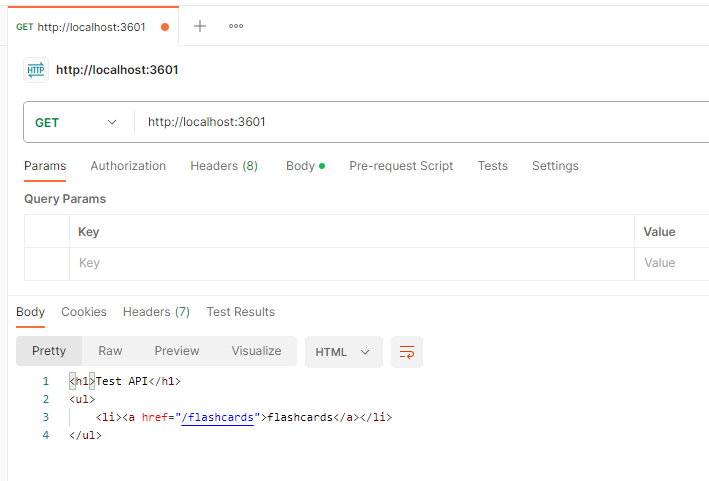 GET http://localhost:3601
HTTP http://localhost:3601
GET http://localhost:3601
Params Authorization Headers (8) Body Pre-request Script Tests Settings
Query Params
Key Value
Key Value
Body Cookies Headers (7) Test Results
Pretty Raw Preview Visualize HTML
1 <h1>Test API</h1>
2 <ul>
3 <li><a href="/flashcards">flashcards</a></li>
4 </ul>